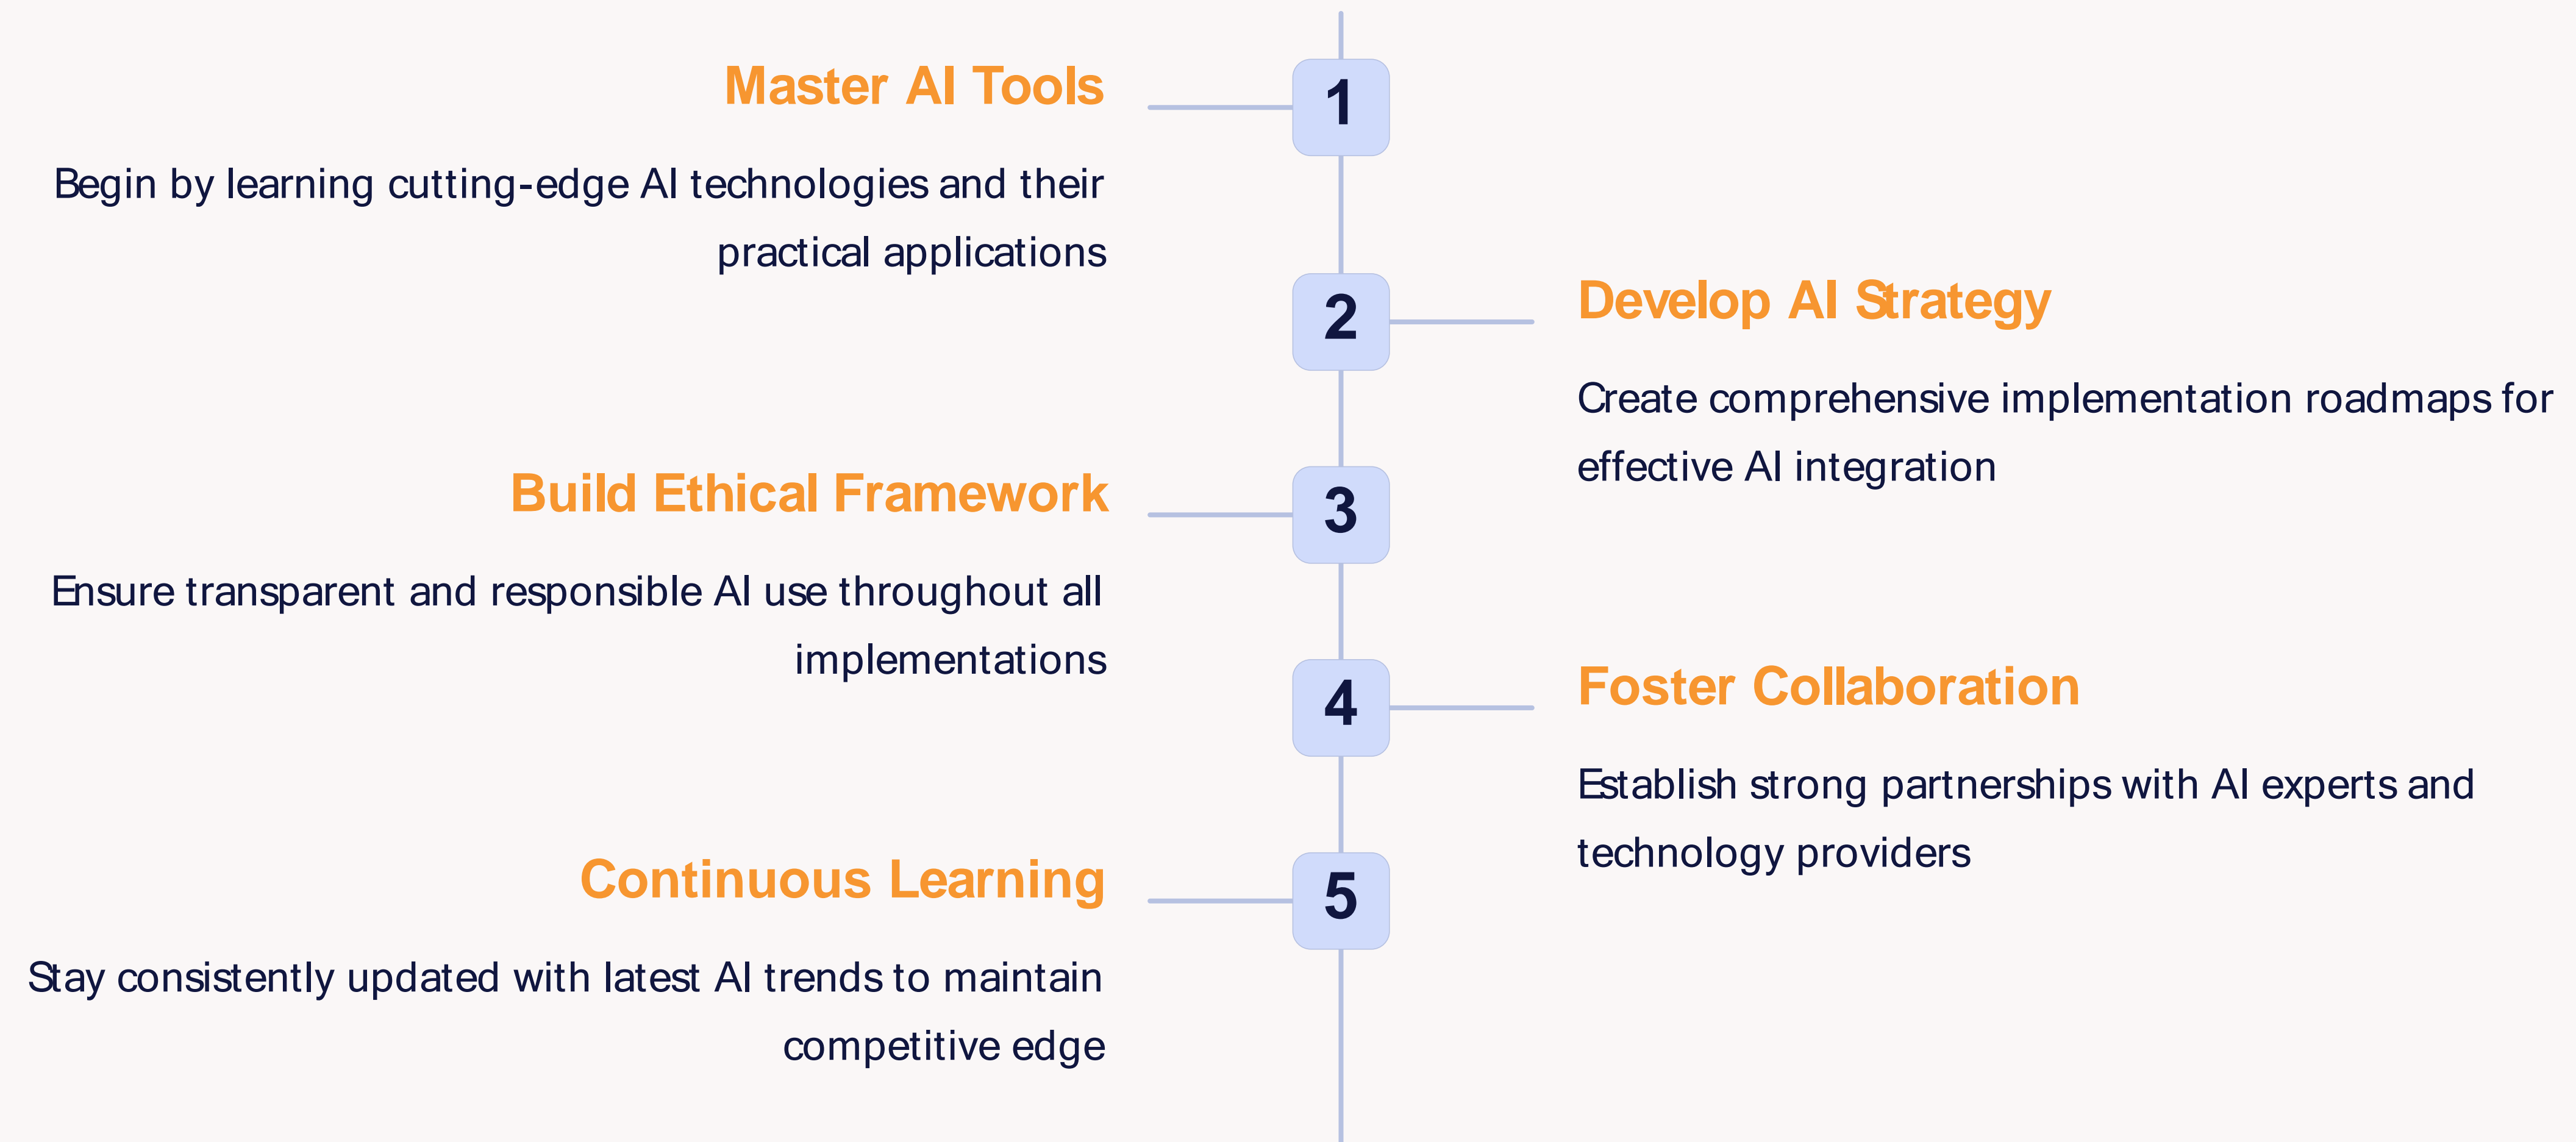 Master AI Tools
1
Begin by learning cutting-edge AI technologies and their
practical applications
2
Develop AI Strategy
Create comprehensive implementation roadmaps for
effective AI integration
Build Ethical Framework
3
Ensure transparent and responsible AI use throughout all
implementations
4
Foster Collaboration
Establish strong partnerships with AI experts and
technology providers
Continuous Learning
5
Stay consistently updated with latest AI trends to maintain
competitive edge